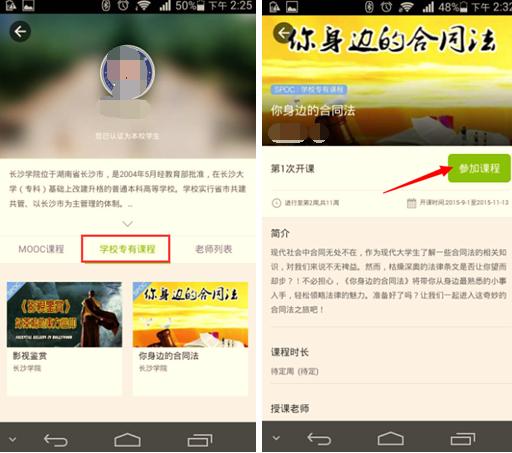 50% 下午 2:25
您已认证为本校学生
长沙学院位于湖南省长沙市，是2004年5月经教育部批准，在长沙大
学（专科）基础上改建升格的普通本科高等学校。学校实行省市共建
共管、以长沙市为主管理的体制。…
MOOC课程
学校专有课程
老师列表
你身边的合同法
影视鉴赏
长沙学院
你身边的合同法
长沙学院
48% 下午 2:32
你身边的合同法
SPOC | 学校专有课程
你身边的合同法
第1次开课
参加课程
进行至第2周,共11周
开课时间:2015-9-1至2015-11-13
简介
现代社会中合同无处不在，作为现代大学生了解一些合同法的相关知
识，对我们来说不无裨益。然而，枯燥深奥的法律条文是否让你望而
却步？！不必担心，《你身边的合同法》将带你从身边最熟悉的小事
入手，轻松领略法律的魅力。准备好了吗？让我们一起进入这奇妙的
合同法之旅吧！
课程时长
待定周 (待定)
授课老师